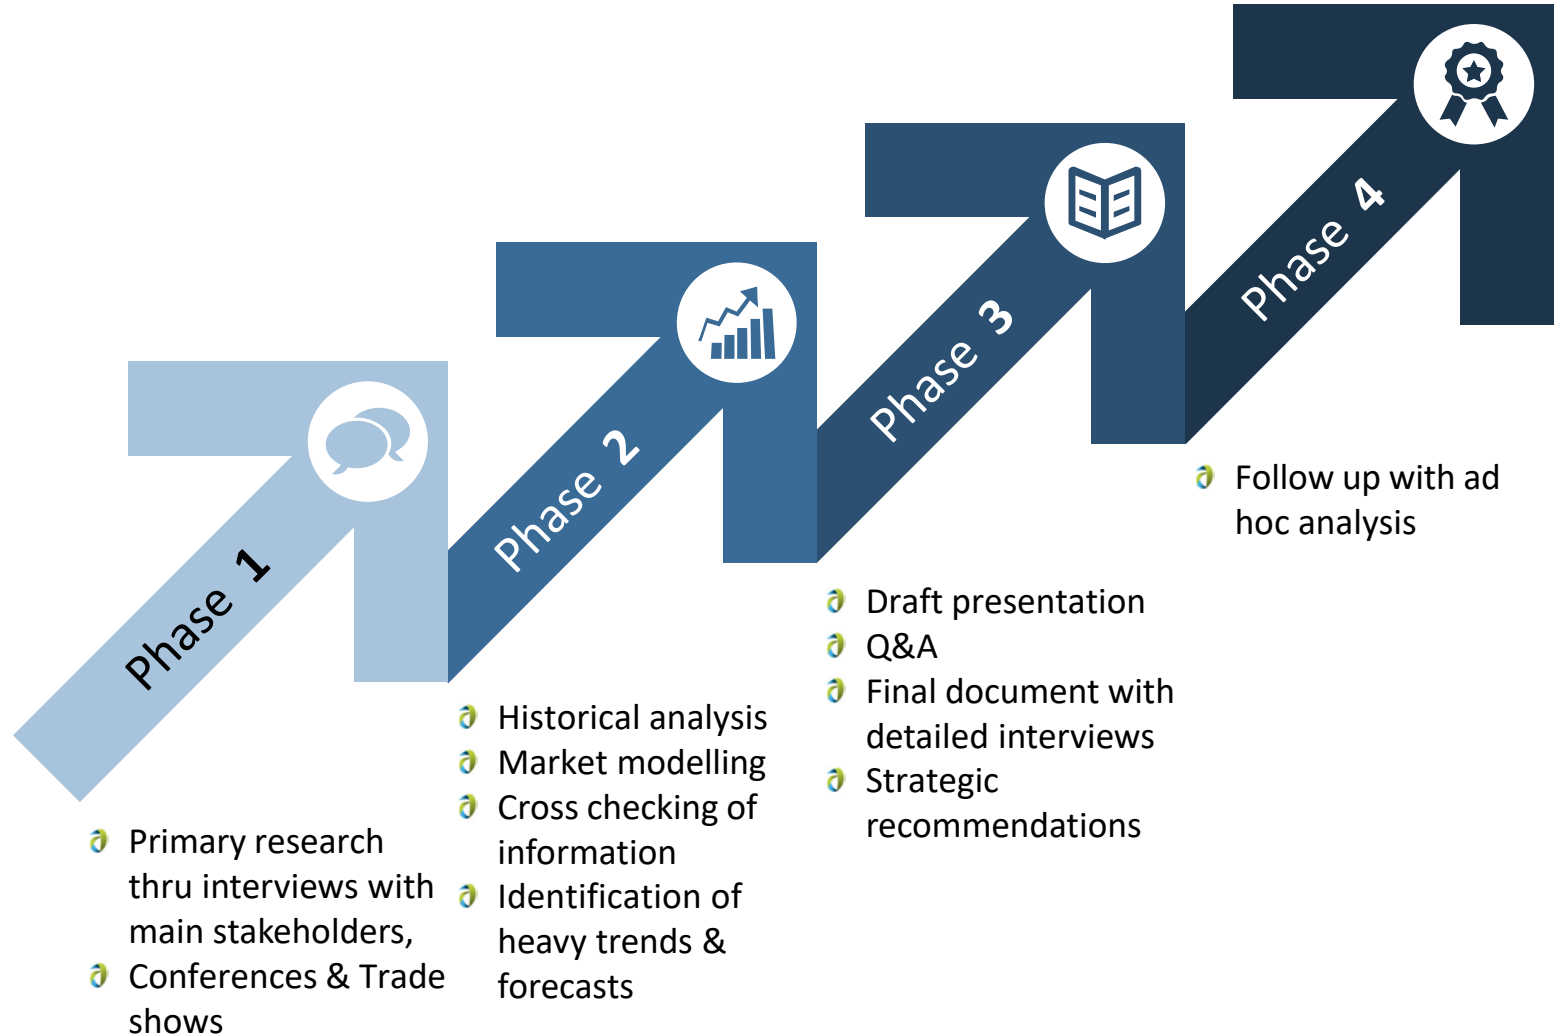 Phase 1
Primary research
thru interviews with
main stakeholders,
Conferences & Trade
shows
Phase 2
Historical analysis
Market modelling
Cross checking of
information
Identification of
heavy trends &
forecasts
Phase 3
Draft presentation
Q&A
Final document with
detailed interviews
Strategic
recommendations
Phase 4
Follow up with ad
hoc analysis